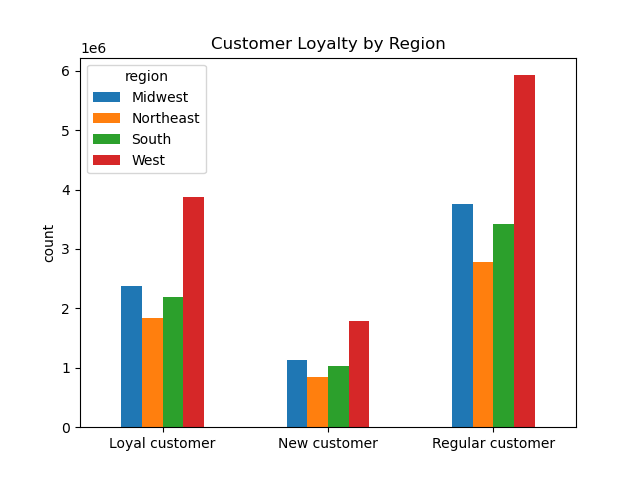 Customer Loyalty by Region
1e6
region
Midwest
Northeast
South
West
count
6
5
4
3
2
1
0
Loyal customer
New customer
Regular customer